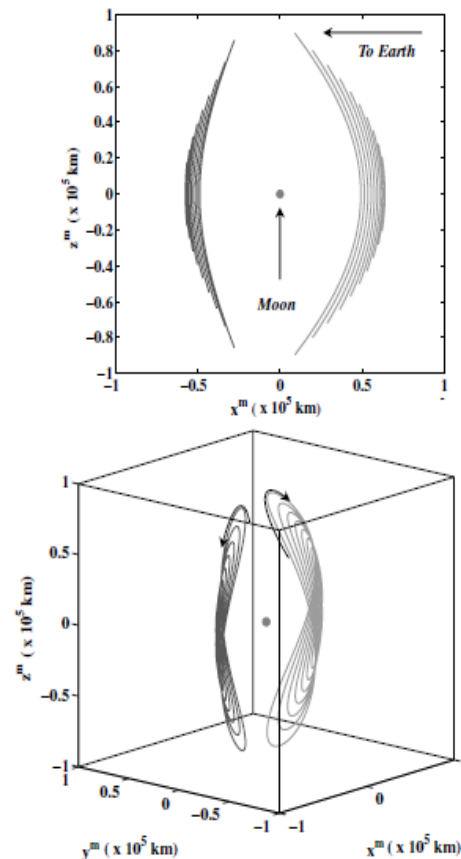 1
0.8
0.6
0.4
0.2
0
−0.2
−0.4
−0.6
−0.8
−1
z^m ( x 10^5 km)
To Earth
Moon
−1 −0.5 0 0.5 1
x^m ( x 10^5 km)
1
0.5
0
−0.5
−1
z^m ( x 10^5 km)
1 0.5 0 −0.5 −1
−1 0 1
y^m ( x 10^5 km)
x^m ( x 10^5 km)